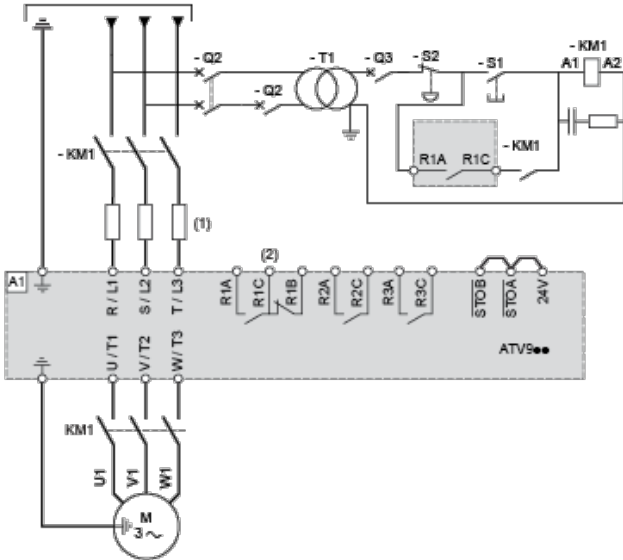 - Q2
- T1
- Q3
- S2
- S1
- KM1
A1
A2
- Q2
- KM1
R1A
R1C
- KM1
(1)
(2)
A1
R / L1
S / L2
T / L3
R1A
R1C
R1B
R2A
R2C
R3A
R3C
STOB
STOA
24V
U / T1
V / T2
W / T3
ATV9●●
KM1
U1
V1
W1
M
3 ~